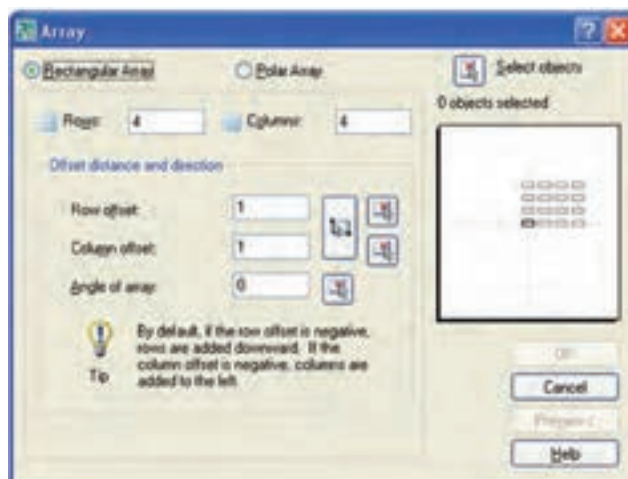 Array
Rectangular Array
Polar Array
Select objects
0 objects selected
Rows: 4
Columns: 4
Offset distance and direction
Row offset: 1
Column offset: 1
Angle of array: 0
By default, if the row offset is negative,
rows are added downward. If the
column offset is negative, columns are
added to the left.
Tip
OK
Cancel
Preview <
Help